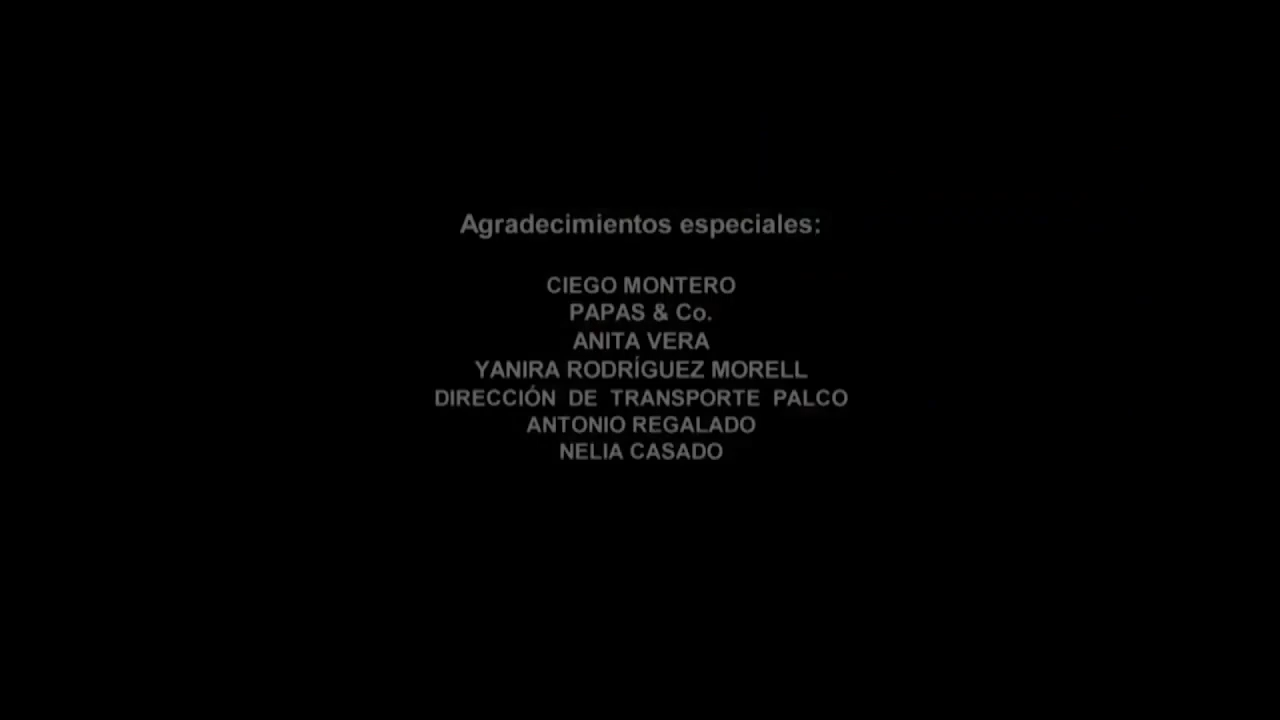 Agradecimientos especiales:
CIEGO MONTERO
PAPAS & Co.
ANITA VERA
YANIRA RODRÍGUEZ MORELL
DIRECCIÓN DE TRANSPORTE PALCO
ANTONIO REGALADO
NELIA CASADO